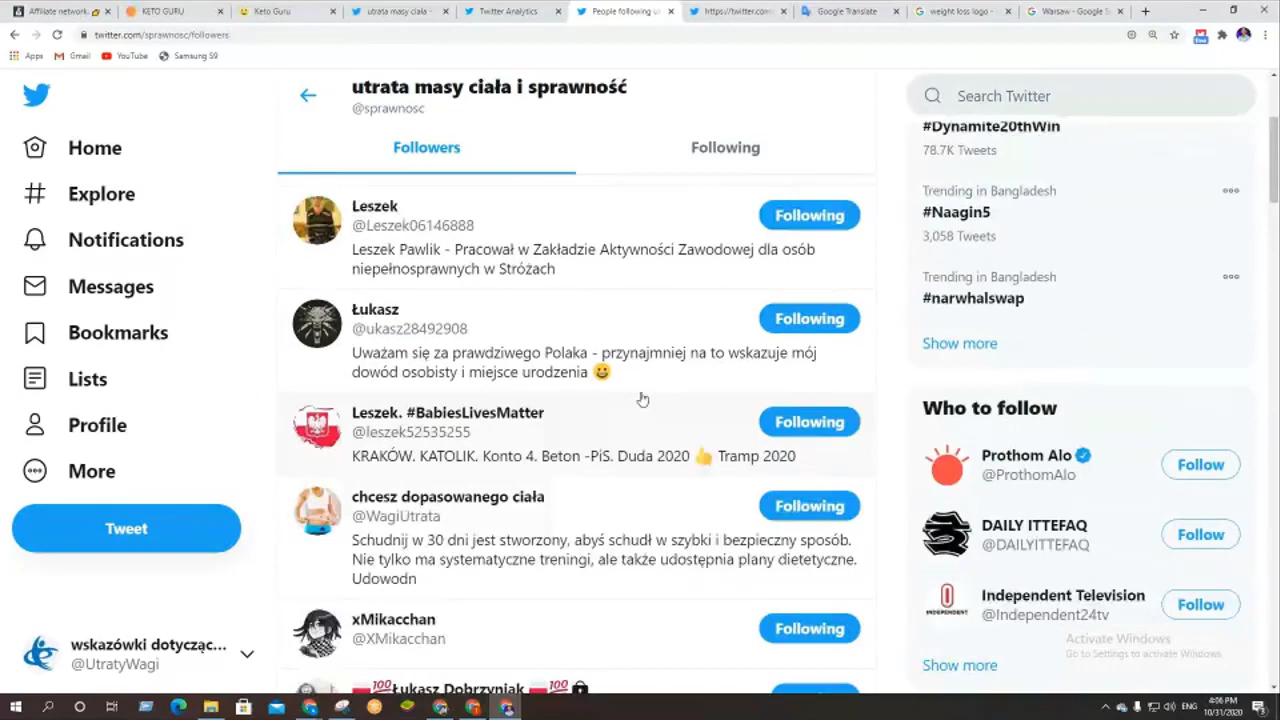 Affiliate network.
KETO GURU
Keto Guru
utrata masy ciała -
Twitter Analytics
People following u
https://twitter.com
Google Translate
weight loss logo -
Warsaw - Google S
twitter.com/sprawnosc/followers
Apps
Gmail
YouTube
Samsung S9
utrata masy ciała i sprawność
@sprawnosc
Followers
Following
Home
Explore
Notifications
Messages
Bookmarks
Lists
Profile
More
Tweet
wskazówki dotycząc...
@UtratyWagi
Leszek
@Leszek06146888
Following
Leszek Pawlik - Pracował w Zakładzie Aktywności Zawodowej dla osób
niepełnosprawnych w Stróżach
Łukasz
@ukasz28492908
Following
Uważam się za prawdziwego Polaka - przynajmniej na to wskazuje mój
dowód osobisty i miejsce urodzenia 😀
Leszek. #BabiesLivesMatter
@leszek52535255
Following
KRAKÓW. KATOLIK. Konto 4. Beton -PiS. Duda 2020 👍 Tramp 2020
chcesz dopasowanego ciała
@WagiUtrata
Following
Schudnij w 30 dni jest stworzony, abyś schudł w szybki i bezpieczny sposób.
Nie tylko ma systematyczne treningi, ale także udostępnia plany dietetyczne.
Udowodn
xMikacchan
@XMikacchan
Following
🇵🇱💯Łukasz Dobrzyniak 🇵🇱💯
Search Twitter
#Dynamite20thWin
78.7K Tweets
Trending in Bangladesh
#Naagin5
3,058 Tweets
Trending in Bangladesh
#narwhalswap
Show more
Who to follow
Prothom Alo
@ProthomAlo
Follow
DAILY ITTEFAQ
@DAILYITTEFAQ
Follow
INDEPENDENT
Independent Television
@Independent24tv
Follow
Activate Windows
Go to Settings to activate Windows.
Show more
ENG
4:06 PM
10/31/2020